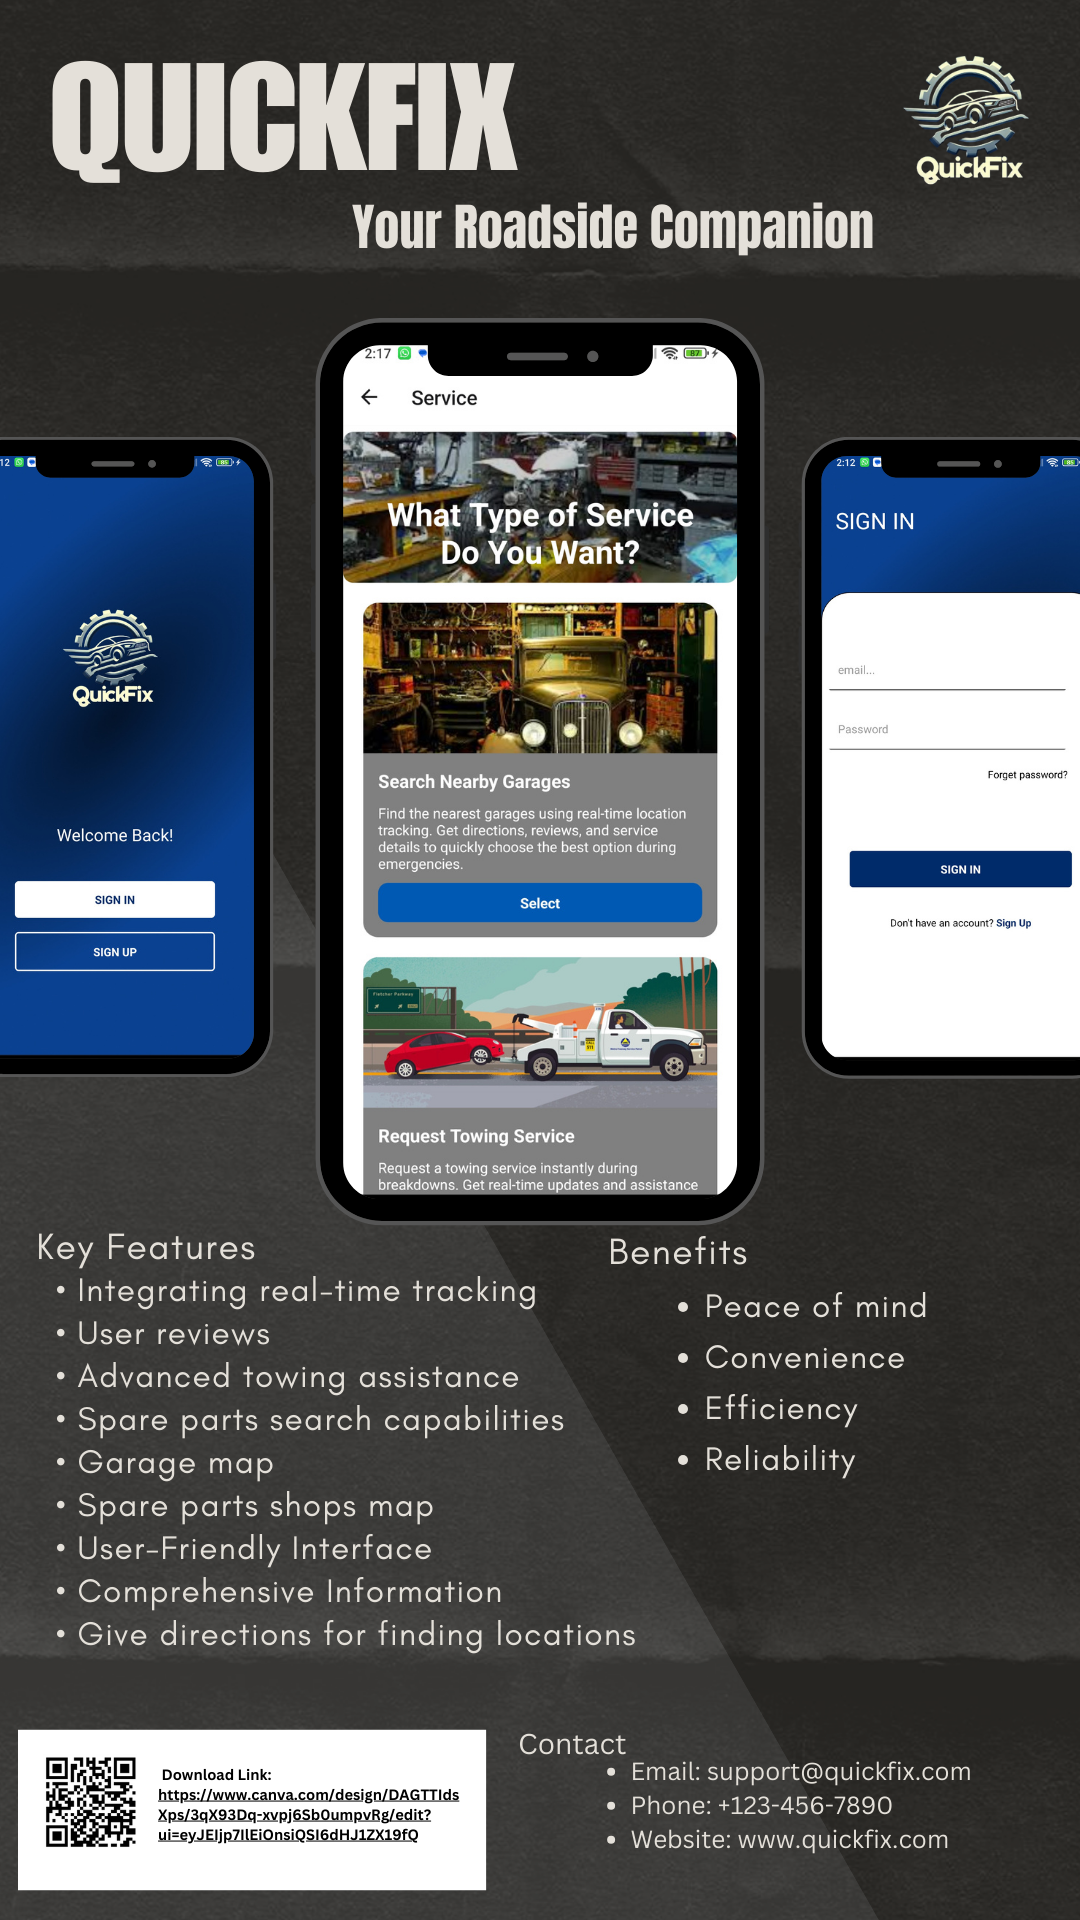 QUICKFIX
QuickFix
Your Roadside Companion
2:17
87
Service
What Type of Service
Do You Want?
Search Nearby Garages
Find the nearest garages using real-time location
tracking. Get directions, reviews, and service
details to quickly choose the best option during
emergencies.
Select
Fletcher Parkway
Request Towing Service
Request a towing service instantly during
breakdowns. Get real-time updates and assistance
12
85
QuickFix
Welcome Back!
SIGN IN
SIGN UP
2:12
85
SIGN IN
email...
Password
Forget password?
SIGN IN
Don't have an account? Sign Up
Key Features
• Integrating real-time tracking
• User reviews
• Advanced towing assistance
• Spare parts search capabilities
• Garage map
• Spare parts shops map
• User-Friendly Interface
• Comprehensive Information
• Give directions for finding locations
Benefits
• Peace of mind
• Convenience
• Efficiency
• Reliability
Download Link:
https://www.canva.com/design/DAGTTIds
Xps/3qX93Dq-xvpj6Sb0umpvRg/edit?
ui=eyJEIjp7IlEiOnsiQSI6dHJ1ZX19fQ
Contact
• Email: support@quickfix.com
• Phone: +123-456-7890
• Website: www.quickfix.com